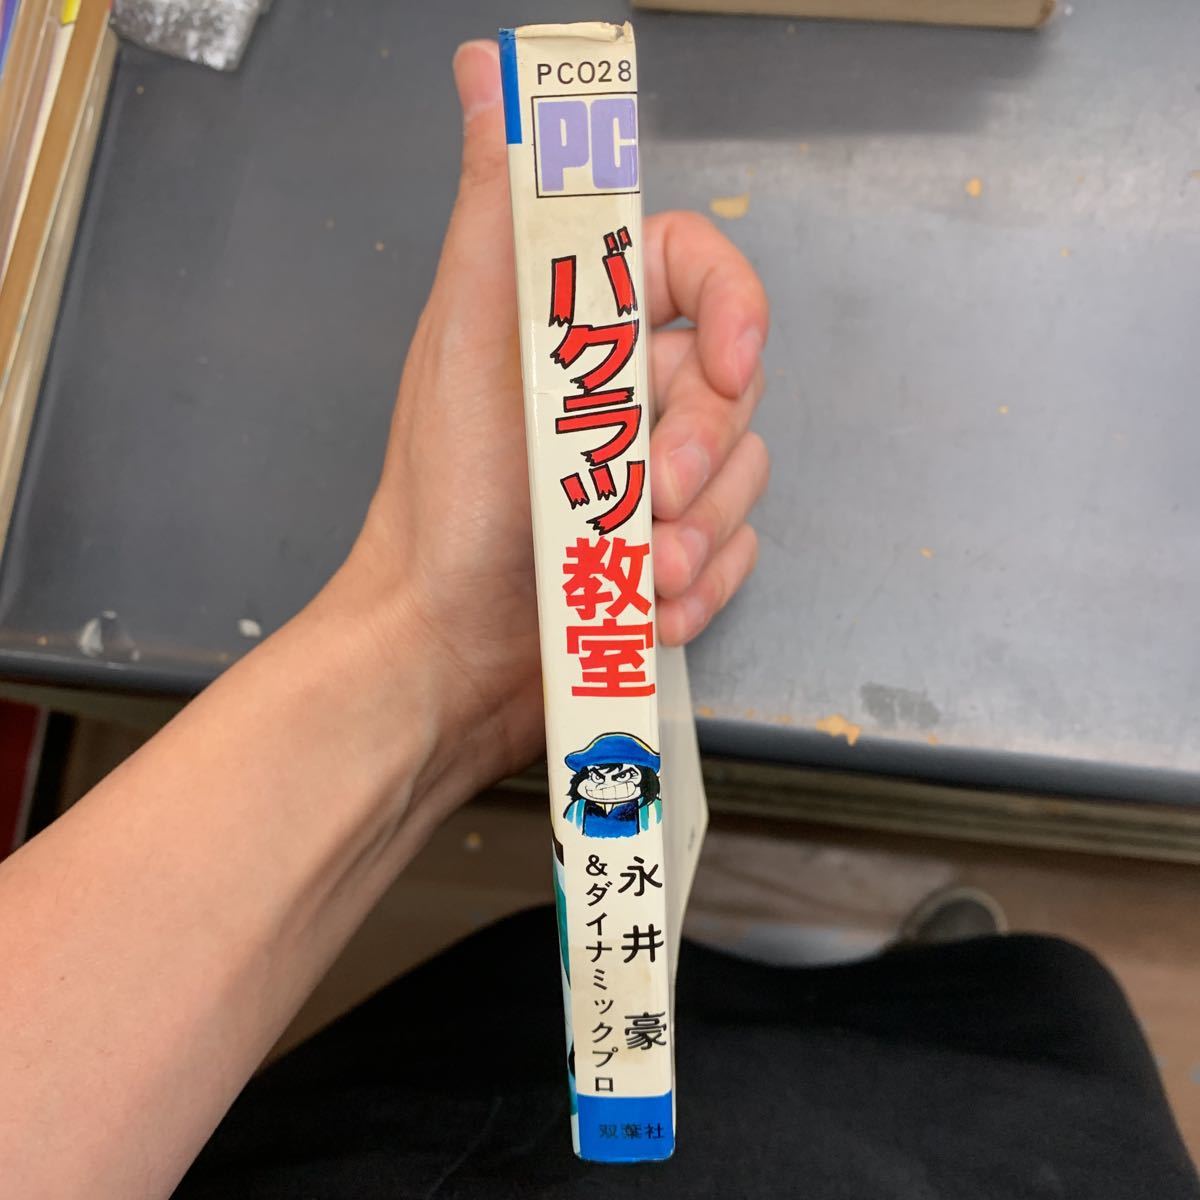 PC028
PC
バクラツ教室
永井豪
&ダイナミックプロ
双葉社